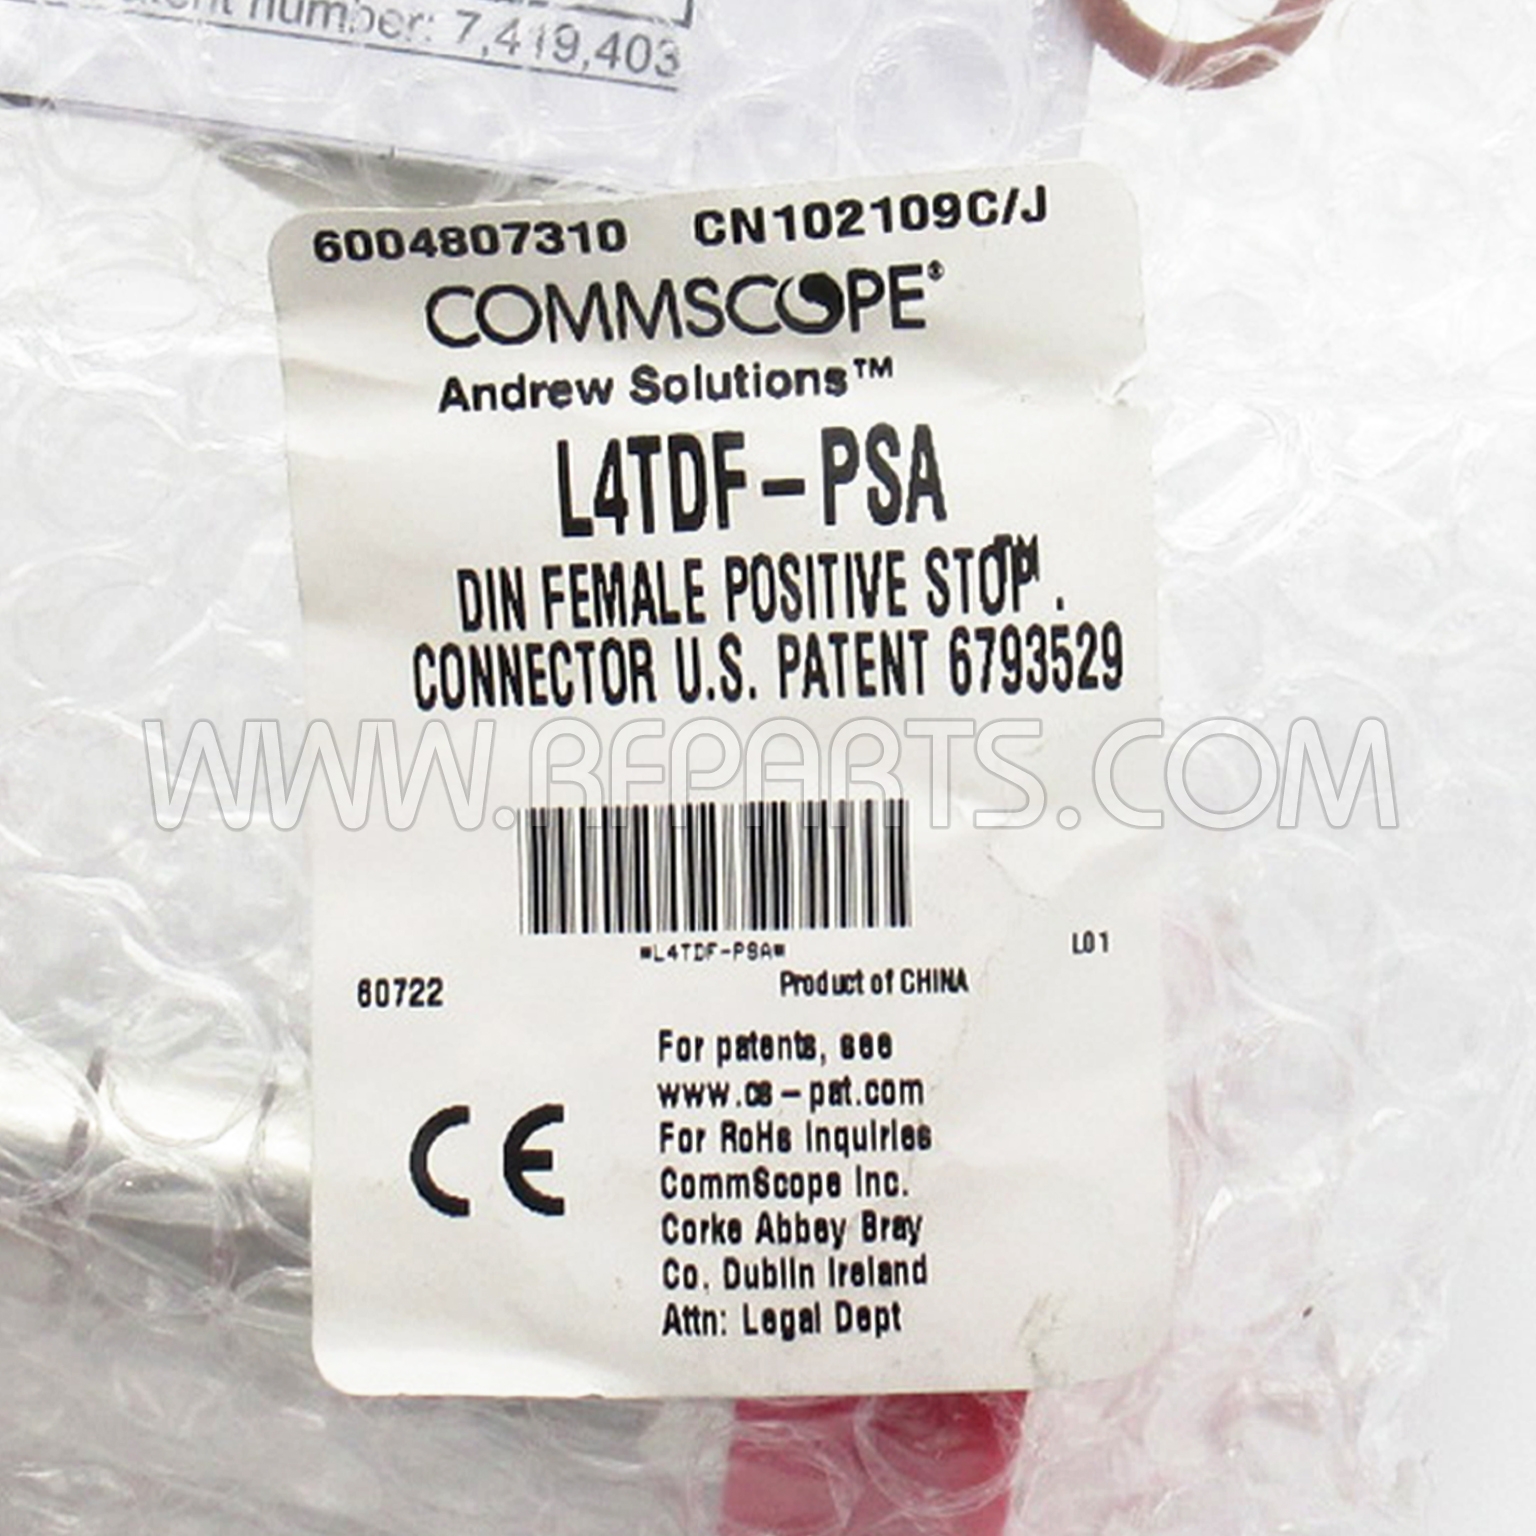 number: 7,419,403
6004807310 CN102109C/J
COMMSCOPE®
Andrew Solutions™
L4TDF-PSA
DIN FEMALE POSITIVE STOP™.
CONNECTOR U.S. PATENT 6793529
WWW.RFPARTS.COM
*L4TDF-PSA*
L01
60722
Product of CHINA
For patents, see
www.cs-pat.com
For RoHs Inquiries
CommScope Inc.
Corke Abbey Bray
Co. Dublin Ireland
Attn: Legal Dept
CE